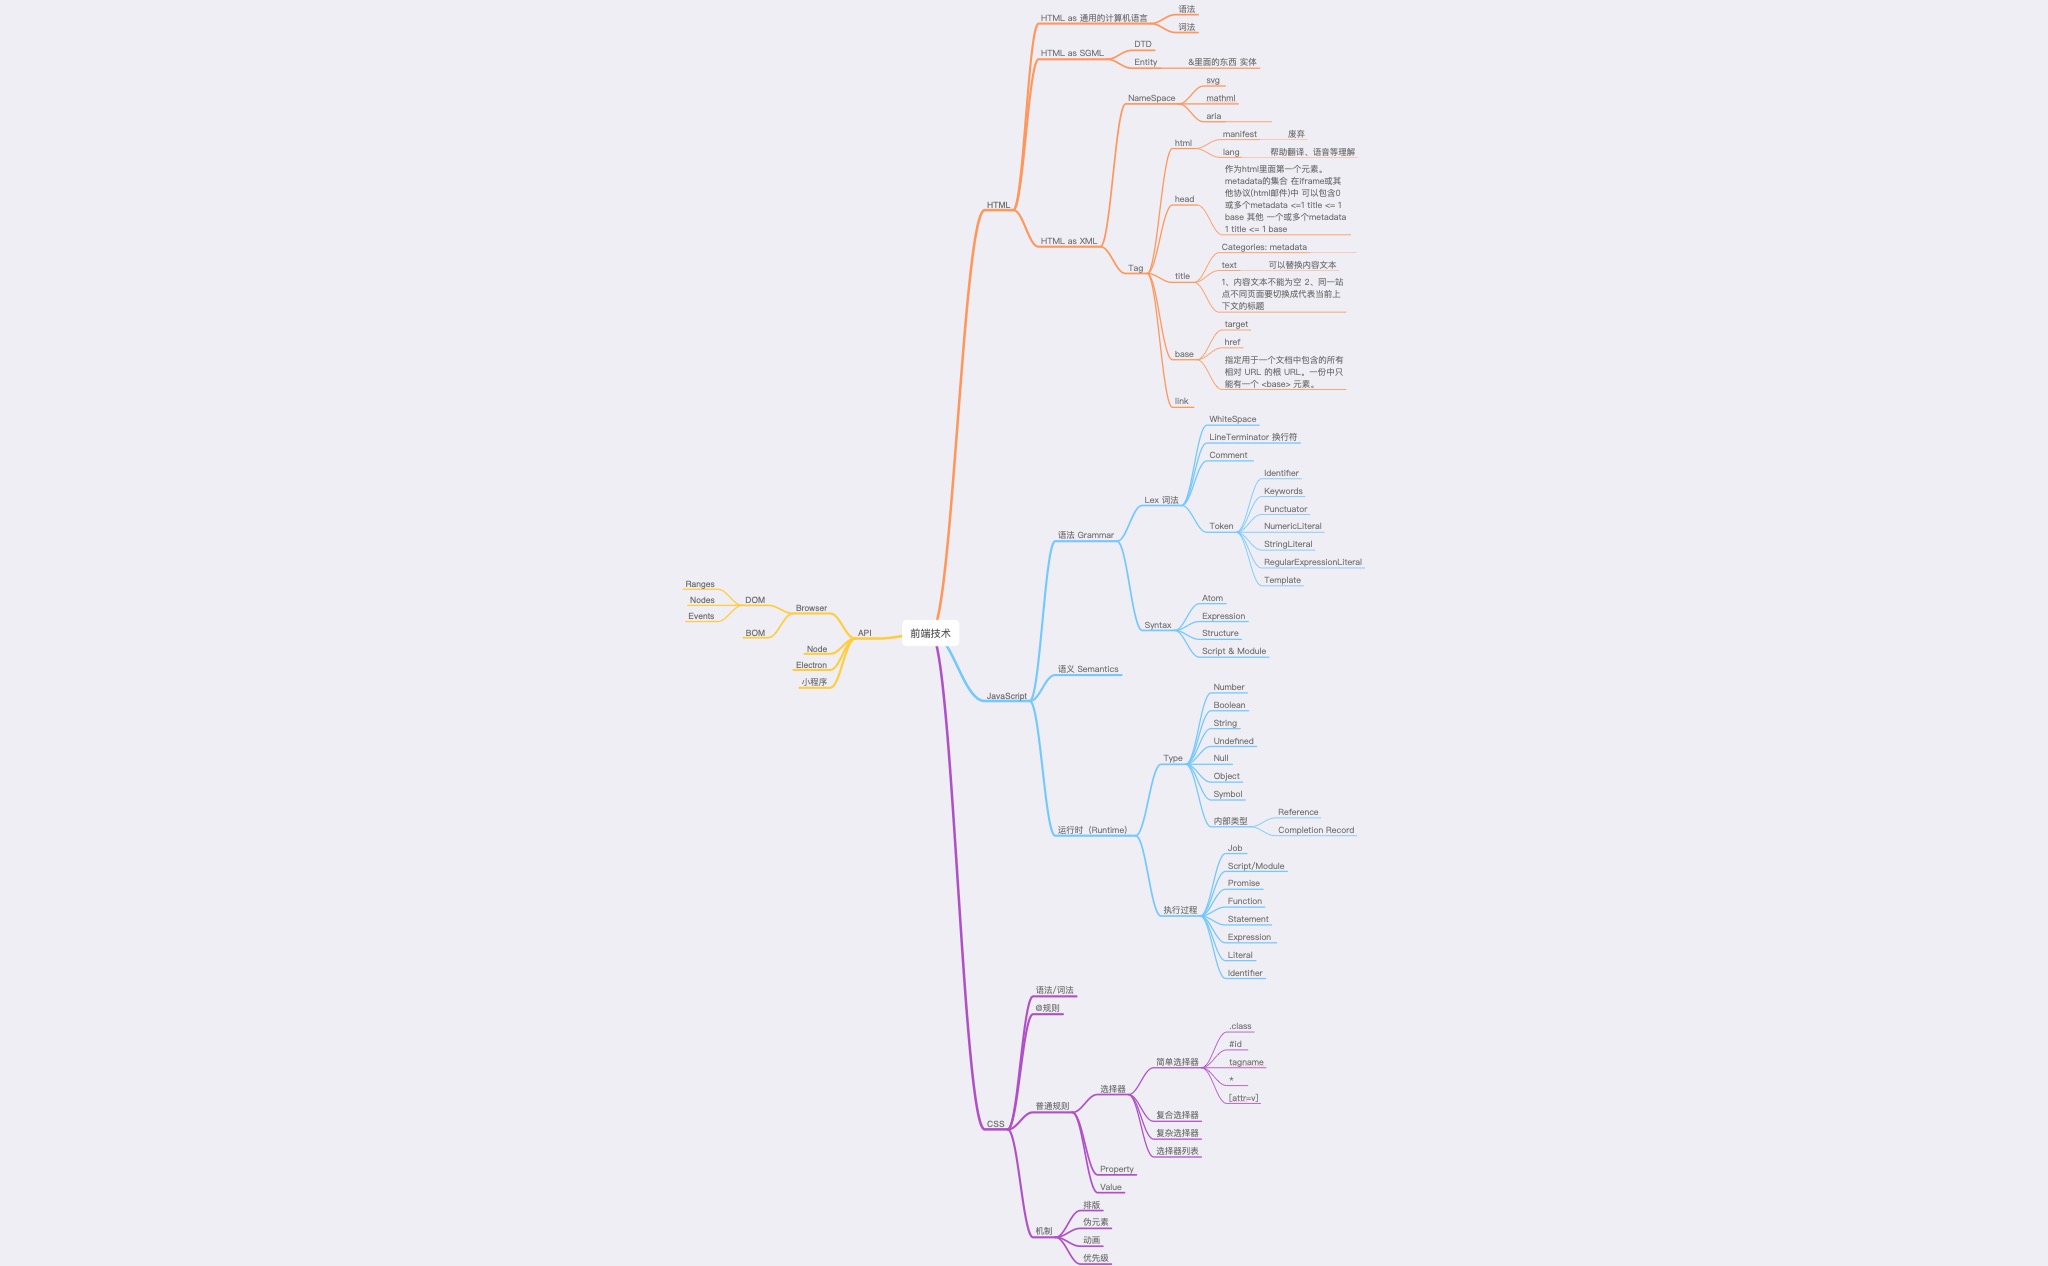 前端技术
HTML
HTML as 通用的计算机语言
语法
词法
HTML as SGML
DTD
Entity
&里面的东西 实体
HTML as XML
NameSpace
svg
mathml
aria
Tag
html
manifest
废弃
lang
帮助翻译、语音等理解
head
作为html里面第一个元素。
metadata的集合 在iframe或其
他协议(html邮件)中 可以包含0
或多个metadata <=1 title <= 1
base 其他 一个或多个metadata
1 title <= 1 base
title
Categories: metadata
text
可以替换内容文本
1、内容文本不能为空 2、同一站
点不同页面要切换成代表当前上
下文的标题
base
target
href
指定用于一个文档中包含的所有
相对 URL 的根 URL。一份中只
能有一个 <base> 元素。
link
JavaScript
语法 Grammar
Lex 词法
WhiteSpace
LineTerminator 换行符
Comment
Token
Identifier
Keywords
Punctuator
NumericLiteral
StringLiteral
RegularExpressionLiteral
Template
Syntax
Atom
Expression
Structure
Script & Module
语义 Semantics
运行时（Runtime）
Type
Number
Boolean
String
Undefined
Null
Object
Symbol
内部类型
Reference
Completion Record
执行过程
Job
Script/Module
Promise
Function
Statement
Expression
Literal
Identifier
CSS
语法/词法
@规则
普通规则
选择器
简单选择器
.class
#id
tagname
*
[attr=v]
复合选择器
复杂选择器
选择器列表
Property
Value
机制
排版
伪元素
动画
优先级
API
Browser
DOM
Ranges
Nodes
Events
BOM
Node
Electron
小程序